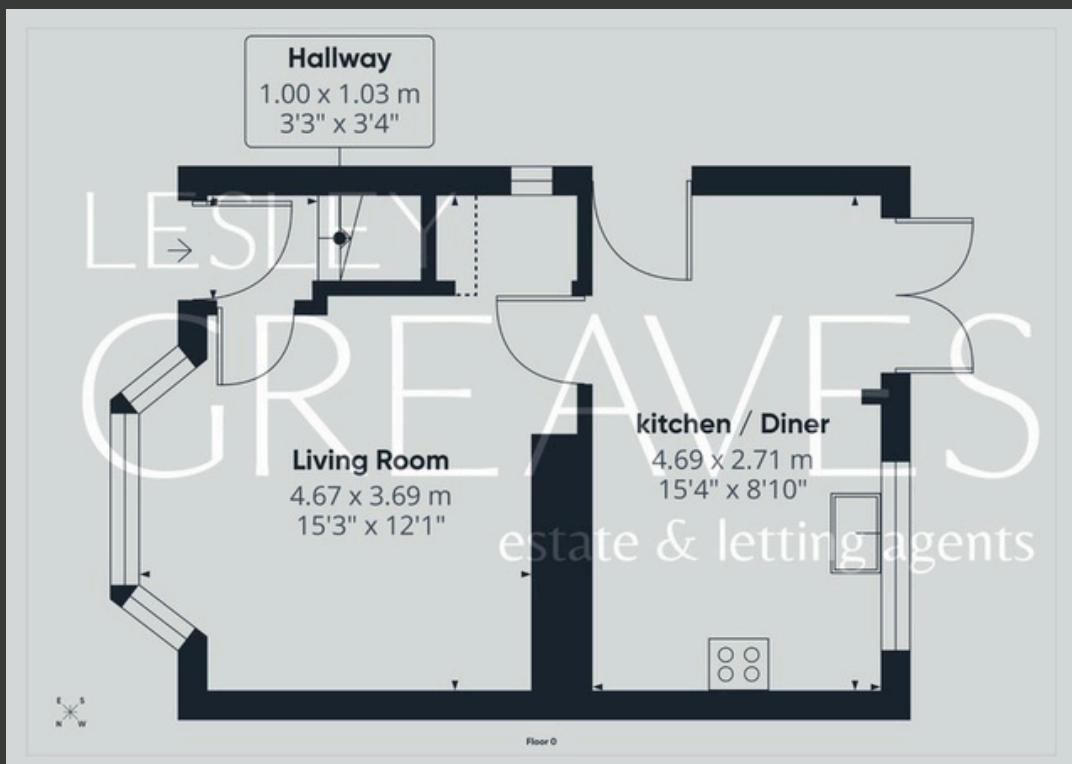 Hallway
1.00 x 1.03 m
3'3" x 3'4"
LESLEY
GREAVES
estate & letting agents
kitchen / Diner
4.69 x 2.71 m
15'4" x 8'10"
Living Room
4.67 x 3.69 m
15'3" x 12'1"
E S
N W
Floor 0